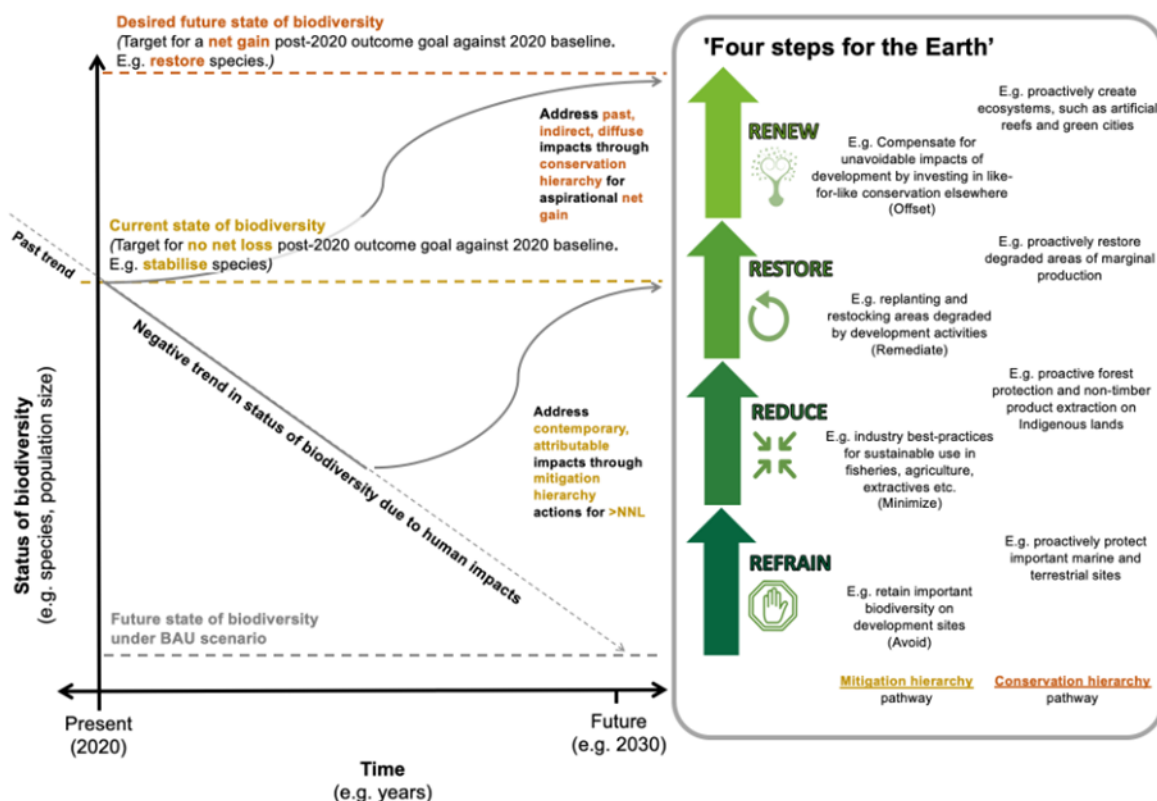 Desired future state of biodiversity
(Target for a net gain post-2020 outcome goal against 2020 baseline.
E.g. restore species.)
Address past,
indirect, diffuse
impacts through
conservation
hierarchy for
aspirational net
gain
Current state of biodiversity
(Target for no net loss post-2020 outcome goal against 2020 baseline.
E.g. stabilise species)
Past trend
Negative trend in status of biodiversity due to human impacts
Address
contemporary,
attributable
impacts through
mitigation
hierarchy
actions for >NNL
Future state of biodiversity
under BAU scenario
Status of biodiversity
(e.g. species, population size)
Present
(2020)
Future
(e.g. 2030)
Time
(e.g. years)
'Four steps for the Earth’
RENEW
E.g. Compensate for
unavoidable impacts of
development by investing in like-
for-like conservation elsewhere
(Offset)
E.g. proactively create
ecosystems, such as artificial
reefs and green cities
RESTORE
E.g. replanting and
restocking areas degraded
by development activities
(Remediate)
E.g. proactively restore
degraded areas of marginal
production
REDUCE
E.g. industry best-practices
for sustainable use in
fisheries, agriculture,
extractives etc.
(Minimize)
E.g. proactive forest
protection and non-timber
product extraction on
Indigenous lands
REFRAIN
E.g. retain important
biodiversity on
development sites
(Avoid)
E.g. proactively protect
important marine and
terrestrial sites
Mitigation hierarchy
pathway
Conservation hierarchy
pathway